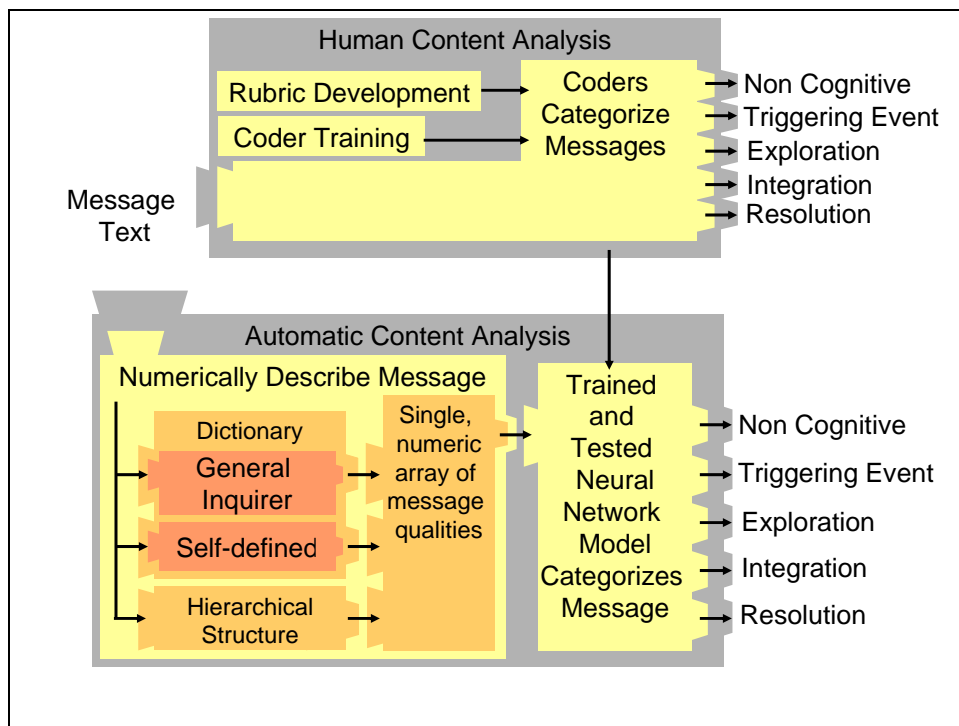 Human Content Analysis
Rubric Development
Coder Training
Coders
Categorize
Messages
Non Cognitive
Triggering Event
Exploration
Integration
Resolution
Message
Text
Automatic Content Analysis
Numerically Describe Message
Dictionary
General
Inquirer
Self-defined
Hierarchical
Structure
Single,
numeric
array of
message
qualities
Trained
and
Tested
Neural
Network
Model
Categorizes
Message
Non Cognitive
Triggering Event
Exploration
Integration
Resolution